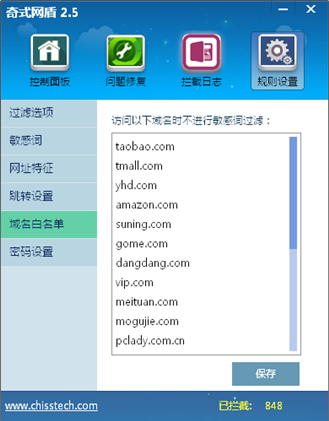 奇式网盾 2.5
控制面板 问题修复 拦截日志 规则设置
过滤选项
敏感词
网址特征
跳转设置
域名白名单
密码设置
访问以下域名时不进行敏感词过滤：
taobao.com
tmall.com
yhd.com
amazon.com
suning.com
gome.com
dangdang.com
vip.com
meituan.com
mogujie.com
pclady.com.cn
保存
www.chisstech.com
已拦截: 848